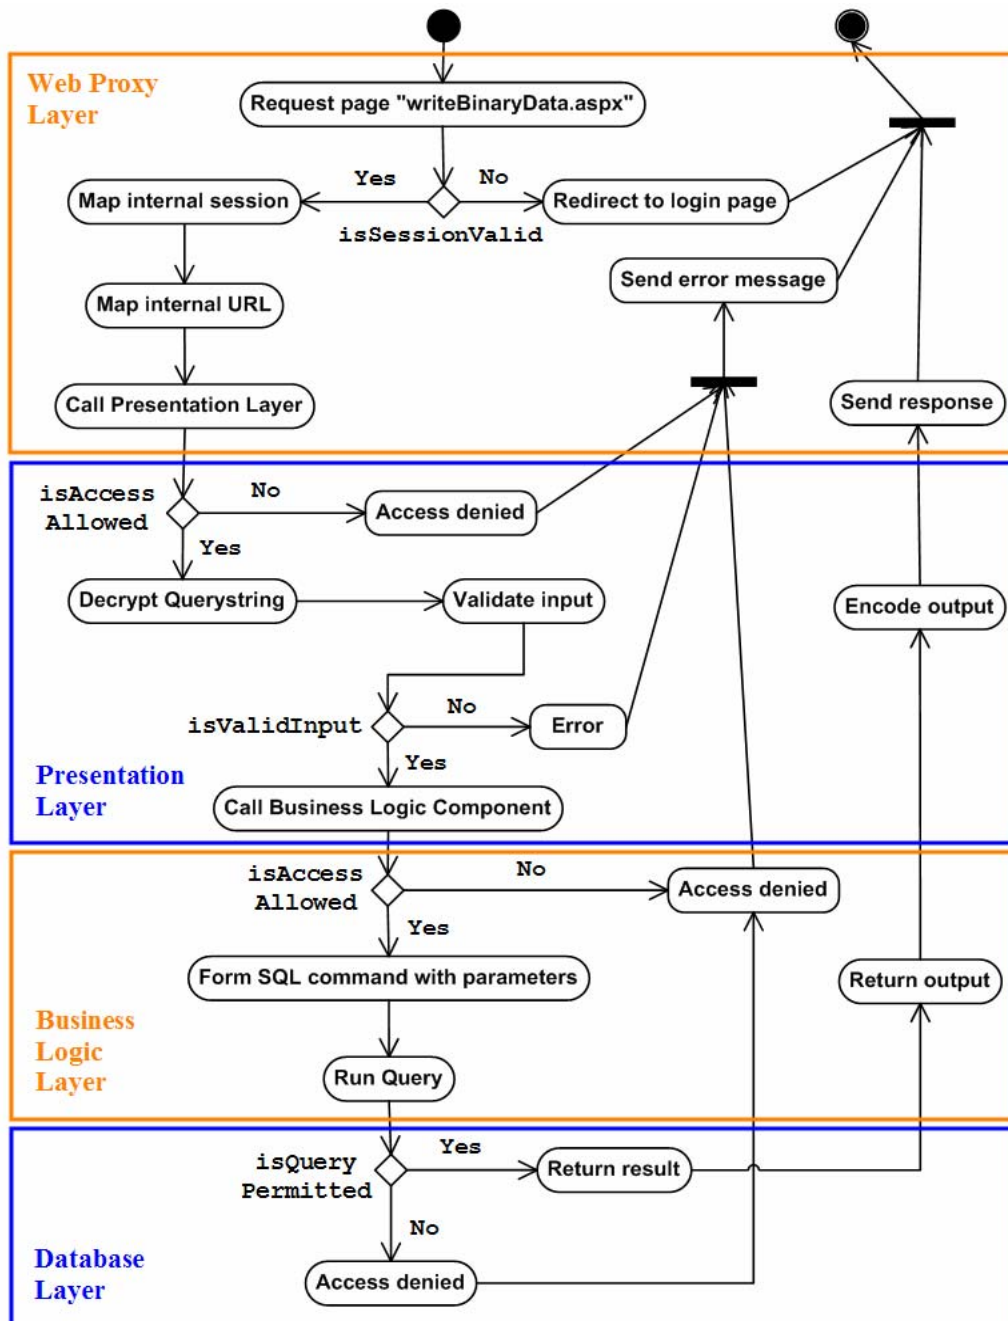 Web Proxy
Layer
Request page "writeBinaryData.aspx"
Yes
No
Map internal session
Redirect to login page
isSessionValid
Send error message
Map internal URL
Call Presentation Layer
Send response
isAccess
Allowed
No
Access denied
Yes
Decrypt Querystring
Validate input
Encode output
isValidInput
No
Error
Yes
Presentation
Layer
Call Business Logic Component
isAccess
Allowed
No
Access denied
Yes
Form SQL command with parameters
Return output
Business
Logic
Layer
Run Query
isQuery
Permitted
Yes
Return result
No
Database
Layer
Access denied